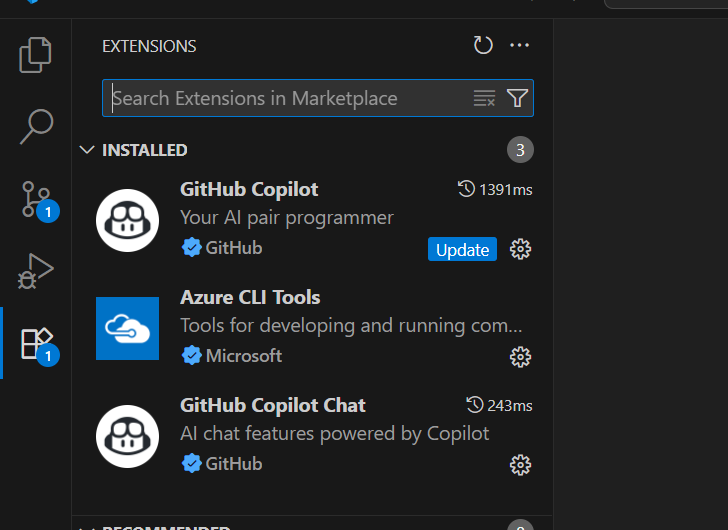 EXTENSIONS
Search Extensions in Marketplace
INSTALLED 3
GitHub Copilot 1391ms
Your AI pair programmer
GitHub Update
1
Azure CLI Tools
Tools for developing and running com...
Microsoft
1
GitHub Copilot Chat 243ms
AI chat features powered by Copilot
GitHub
RECOMMENDED